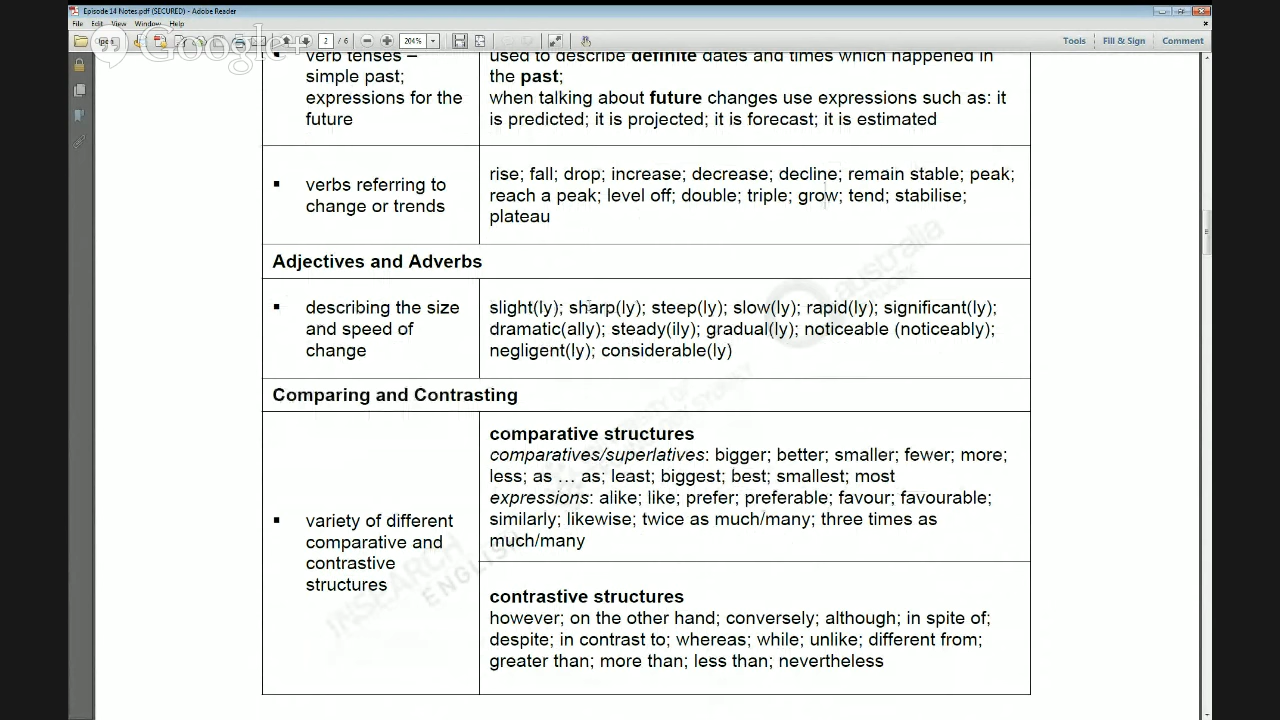 Episode 14 Notes.pdf (SECURED) - Adobe Reader
File Edit View Window Help
Open 2 / 6 204% Tools Fill & Sign Comment
Google+
verb tenses –
simple past;
expressions for the
future
used to describe definite dates and times which happened in
the past;
when talking about future changes use expressions such as: it
is predicted; it is projected; it is forecast; it is estimated
▪ verbs referring to
change or trends
rise; fall; drop; increase; decrease; decline; remain stable; peak;
reach a peak; level off; double; triple; grow; tend; stabilise;
plateau
Adjectives and Adverbs
▪ describing the size
and speed of
change
slight(ly); sharp(ly); steep(ly); slow(ly); rapid(ly); significant(ly);
dramatic(ally); steady(ily); gradual(ly); noticeable (noticeably);
negligent(ly); considerable(ly)
Comparing and Contrasting
▪ variety of different
comparative and
contrastive
structures
comparative structures
comparatives/superlatives: bigger; better; smaller; fewer; more;
less; as … as; least; biggest; best; smallest; most
expressions: alike; like; prefer; preferable; favour; favourable;
similarly; likewise; twice as much/many; three times as
much/many
contrastive structures
however; on the other hand; conversely; although; in spite of;
despite; in contrast to; whereas; while; unlike; different from;
greater than; more than; less than; nevertheless
INSEARCH
ENGLISH
australia